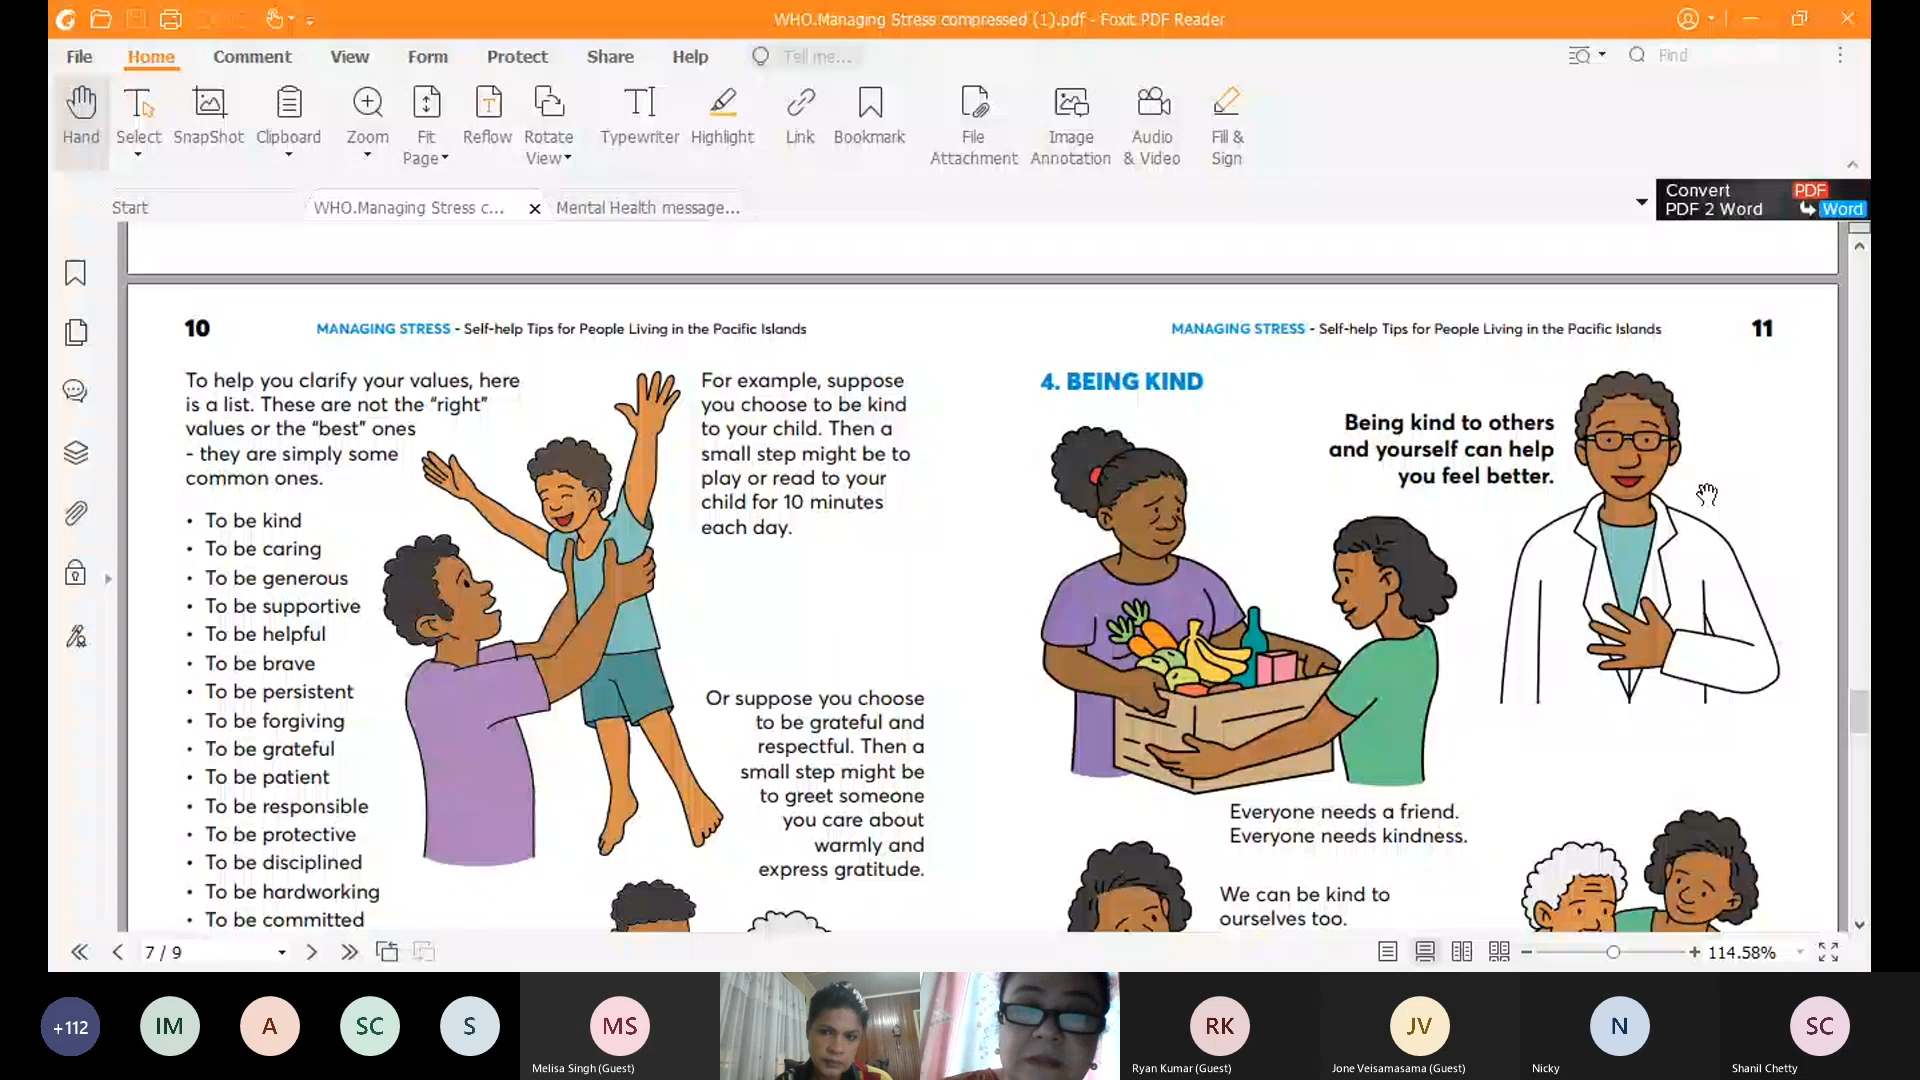 WHO.Managing Stress compressed (1).pdf - Foxit PDF Reader
File Home Comment View Form Protect Share Help Tell me... Find
Hand Select SnapShot Clipboard Zoom Fit Page Reflow Rotate View Typewriter Highlight Link Bookmark File Attachment Image Annotation Audio & Video Fill & Sign
Start WHO.Managing Stress c... Mental Health message...
Convert PDF
PDF 2 Word Word
10 MANAGING STRESS - Self-help Tips for People Living in the Pacific Islands
To help you clarify your values, here
is a list. These are not the "right"
values or the "best" ones
- they are simply some
common ones.
• To be kind
• To be caring
• To be generous
• To be supportive
• To be helpful
• To be brave
• To be persistent
• To be forgiving
• To be grateful
• To be patient
• To be responsible
• To be protective
• To be disciplined
• To be hardworking
• To be committed
For example, suppose
you choose to be kind
to your child. Then a
small step might be to
play or read to your
child for 10 minutes
each day.
Or suppose you choose
to be grateful and
respectful. Then a
small step might be
to greet someone
you care about
warmly and
express gratitude.
MANAGING STRESS - Self-help Tips for People Living in the Pacific Islands 11
4. BEING KIND
Being kind to others
and yourself can help
you feel better.
Everyone needs a friend.
Everyone needs kindness.
We can be kind to
ourselves too.
7 / 9 114.58%
+112 IM A SC S MS RK JV N SC
Melisa Singh (Guest) Ryan Kumar (Guest) Jone Veisamasama (Guest) Nicky Shanil Chetty